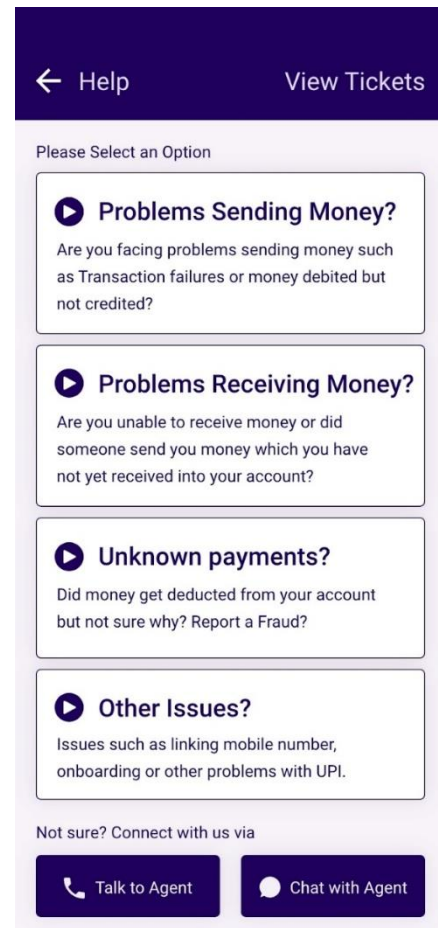 Help
View Tickets
Please Select an Option
Problems Sending Money?
Are you facing problems sending money such
as Transaction failures or money debited but
not credited?
Problems Receiving Money?
Are you unable to receive money or did
someone send you money which you have
not yet received into your account?
Unknown payments?
Did money get deducted from your account
but not sure why? Report a Fraud?
Other Issues?
Issues such as linking mobile number,
onboarding or other problems with UPI.
Not sure? Connect with us via
Talk to Agent
Chat with Agent